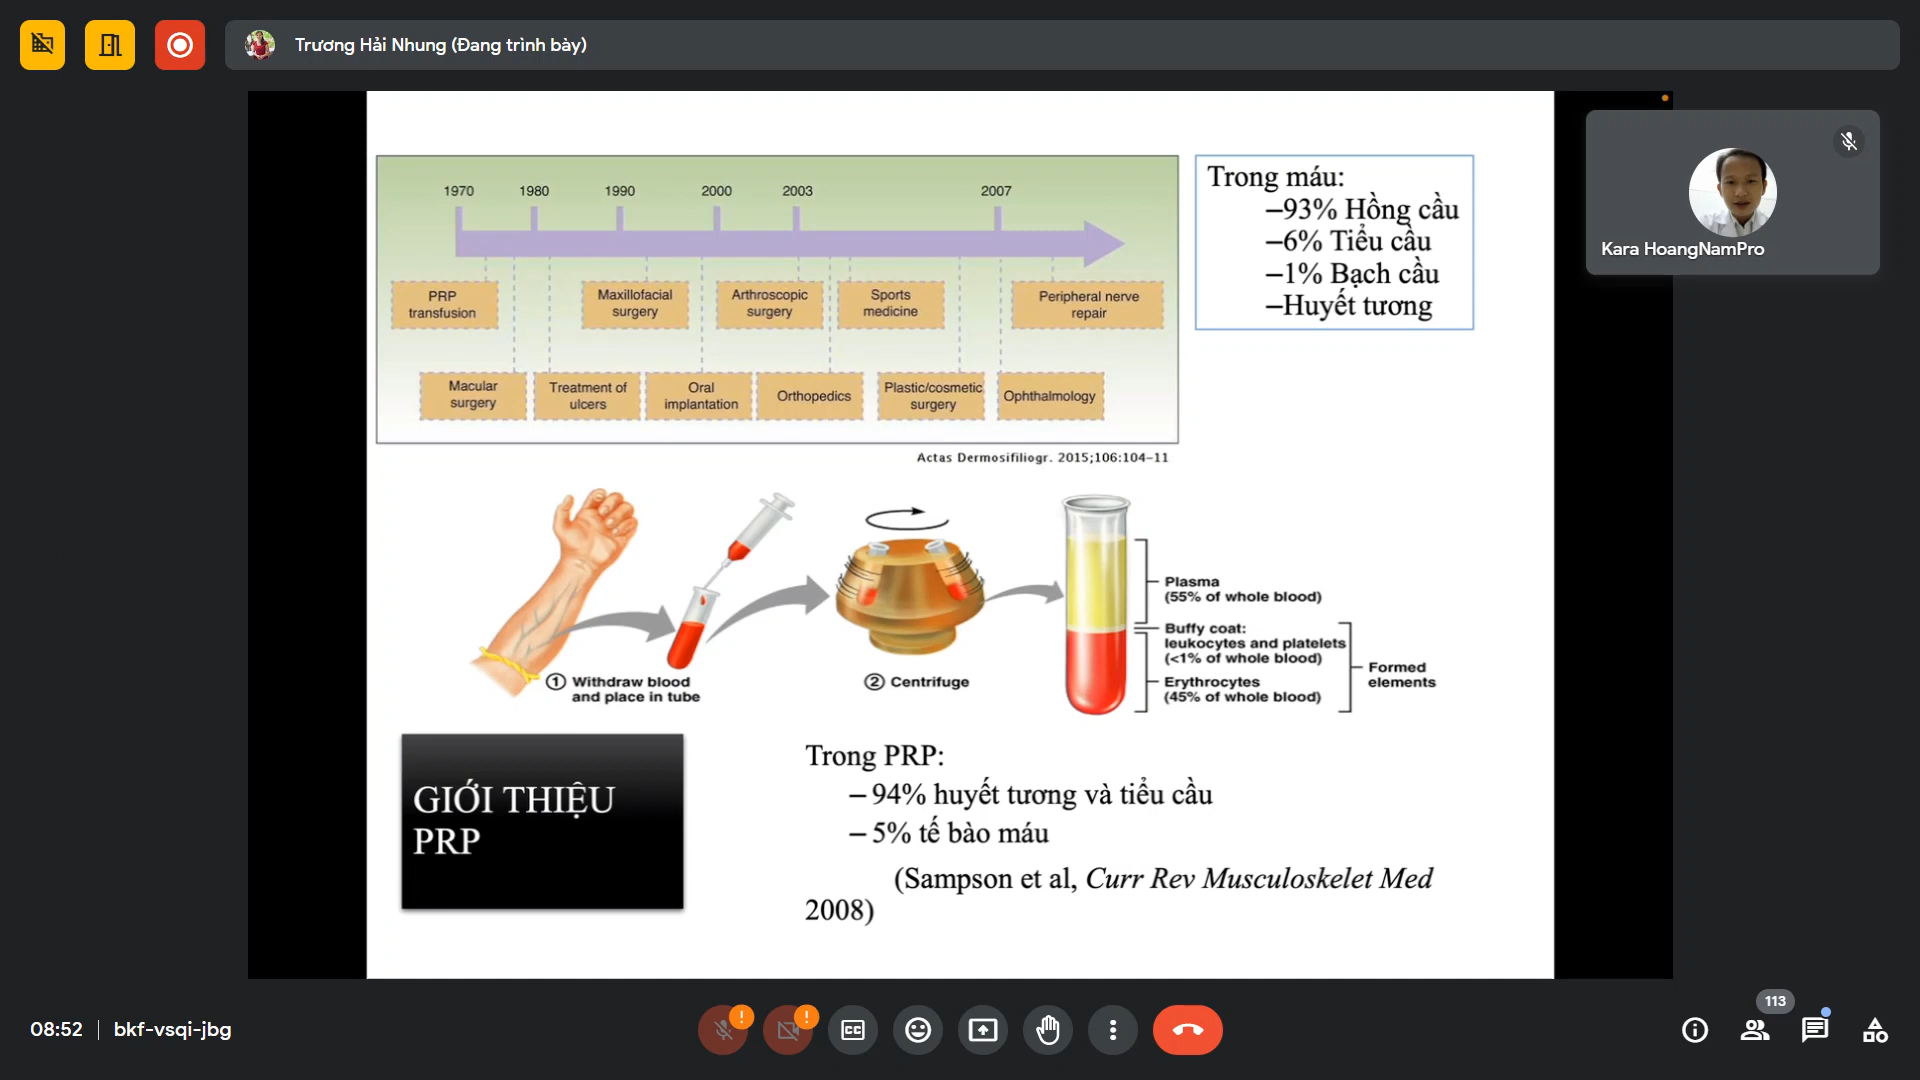 Trương Hải Nhung (Đang trình bày)
1970 1980 1990 2000 2003 2007
PRP
transfusion
Maxillofacial
surgery
Arthroscopic
surgery
Sports
medicine
Peripheral nerve
repair
Macular
surgery
Treatment of
ulcers
Oral
implantation
Orthopedics
Plastic/cosmetic
surgery
Ophthalmology
Actas Dermosifiliogr. 2015;106:104–11
Trong máu:
–93% Hồng cầu
–6% Tiểu cầu
–1% Bạch cầu
–Huyết tương
Kara HoangNamPro
1 Withdraw blood
and place in tube
2 Centrifuge
Plasma
(55% of whole blood)
Buffy coat:
leukocytes and platelets
(<1% of whole blood)
Erythrocytes
(45% of whole blood)
Formed
elements
GIỚI THIỆU
PRP
Trong PRP:
– 94% huyết tương và tiểu cầu
– 5% tế bào máu
(Sampson et al, Curr Rev Musculoskelet Med
2008)
08:52 | bkf-vsqi-jbg
! !
CC
113